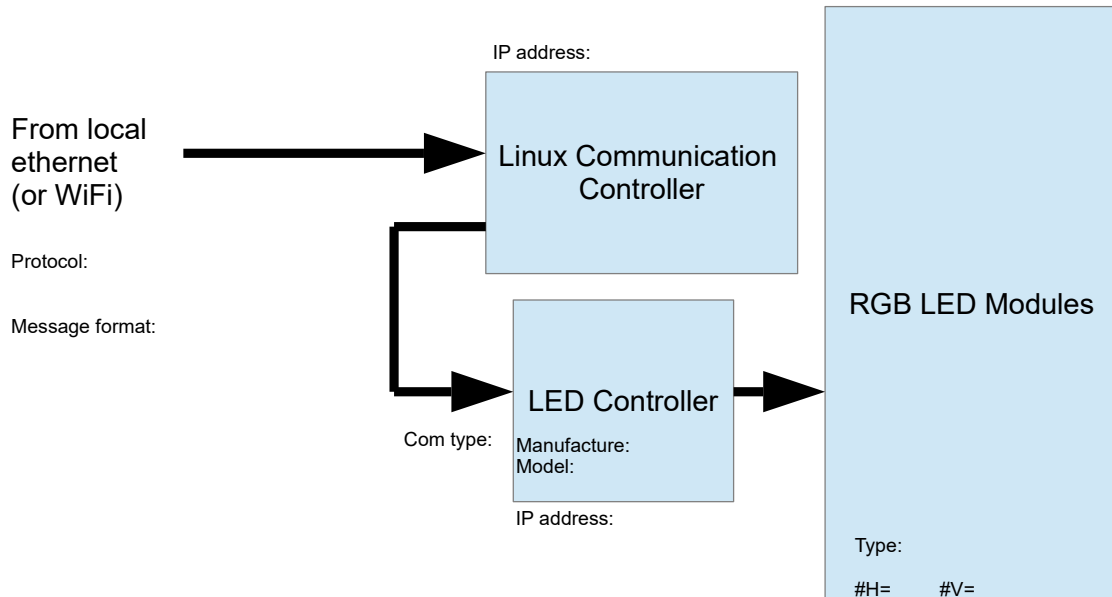 IP address:
From local
ethernet
(or WiFi)
Linux Communication
Controller
Protocol:
Message format:
RGB LED Modules
LED Controller
Com type:
Manufacture:
Model:
IP address:
Type:
#H= #V=